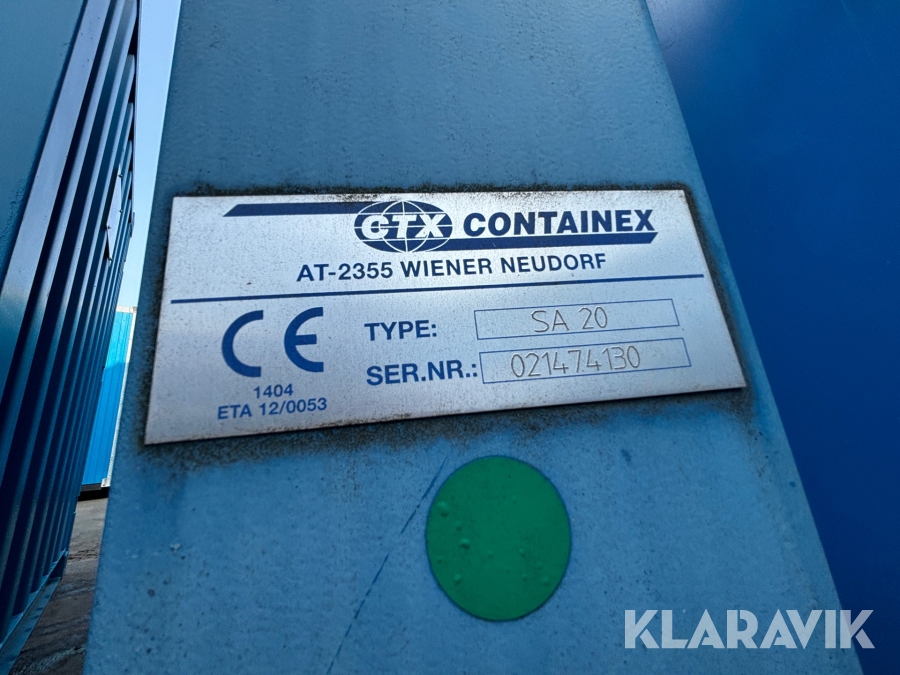 CTX CONTAINEX
AT-2355 WIENER NEUDORF
CE
TYPE: SA 20
SER.NR.: 021474130
1404
ETA 12/0053
KLARAVIK